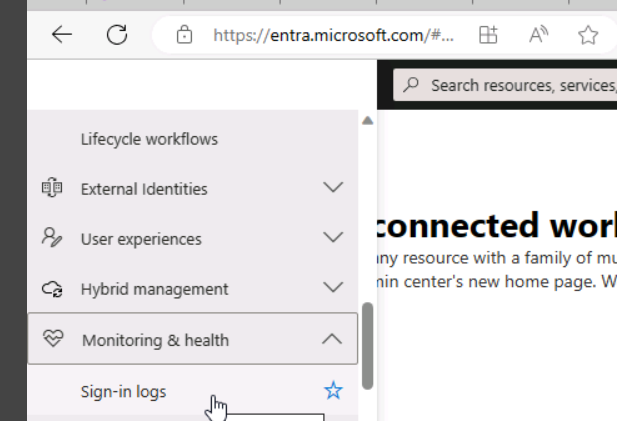 https://entra.microsoft.com/#...
Search resources, services,
Lifecycle workflows
External Identities
User experiences
Hybrid management
Monitoring & health
Sign-in logs
connected worl
any resource with a family of mu
min center's new home page. W